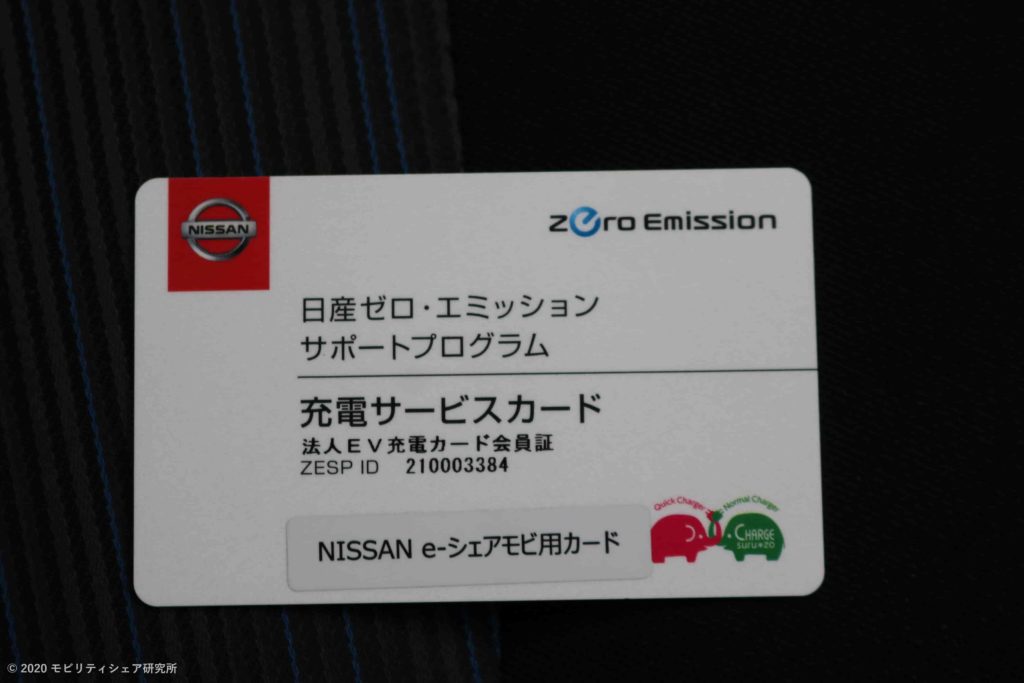 NISSAN
zero Emission
日産ゼロ・エミッション
サポートプログラム
充電サービスカード
法人EV充電カード会員証
ZESP ID 210003384
Quick Charger
Normal Charger
CHARGE
suru*zo
NISSAN e-シェアモビ用カード
© 2020 モビリティシェア研究所